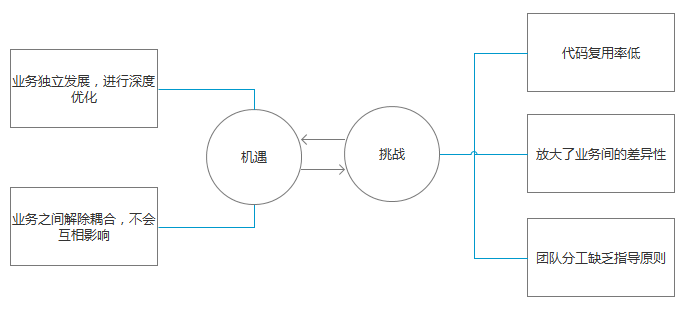 业务独立发展，进行深度
优化
业务之间解除耦合，不会
互相影响
机遇
挑战
代码复用率低
放大了业务间的差异性
团队分工缺乏指导原则